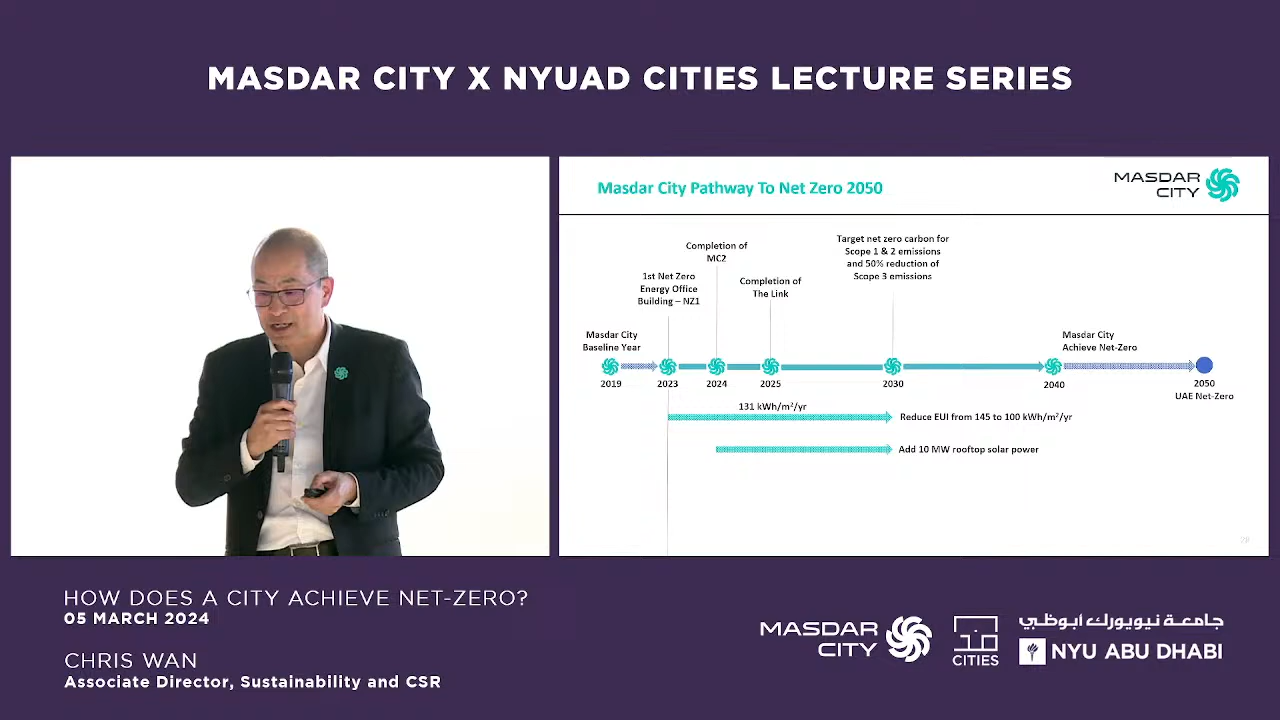 MASDAR CITY X NYUAD CITIES LECTURE SERIES
Masdar City Pathway To Net Zero 2050
MASDAR
CITY
Completion of
MC2
1st Net Zero
Energy Office
Building – NZ1
Completion of
The Link
Target net zero carbon for
Scope 1 & 2 emissions
and 50% reduction of
Scope 3 emissions
Masdar City
Baseline Year
Masdar City
Achieve Net-Zero
2019
2023
2024
2025
2030
2040
2050
UAE Net-Zero
131 kWh/m²/yr
Reduce EUI from 145 to 100 kWh/m²/yr
Add 10 MW rooftop solar power
HOW DOES A CITY ACHIEVE NET-ZERO?
05 MARCH 2024
CHRIS WAN
Associate Director, Sustainability and CSR
MASDAR
CITY
CITIES
جامعة نيويورك أبوظبي
NYU ABU DHABI